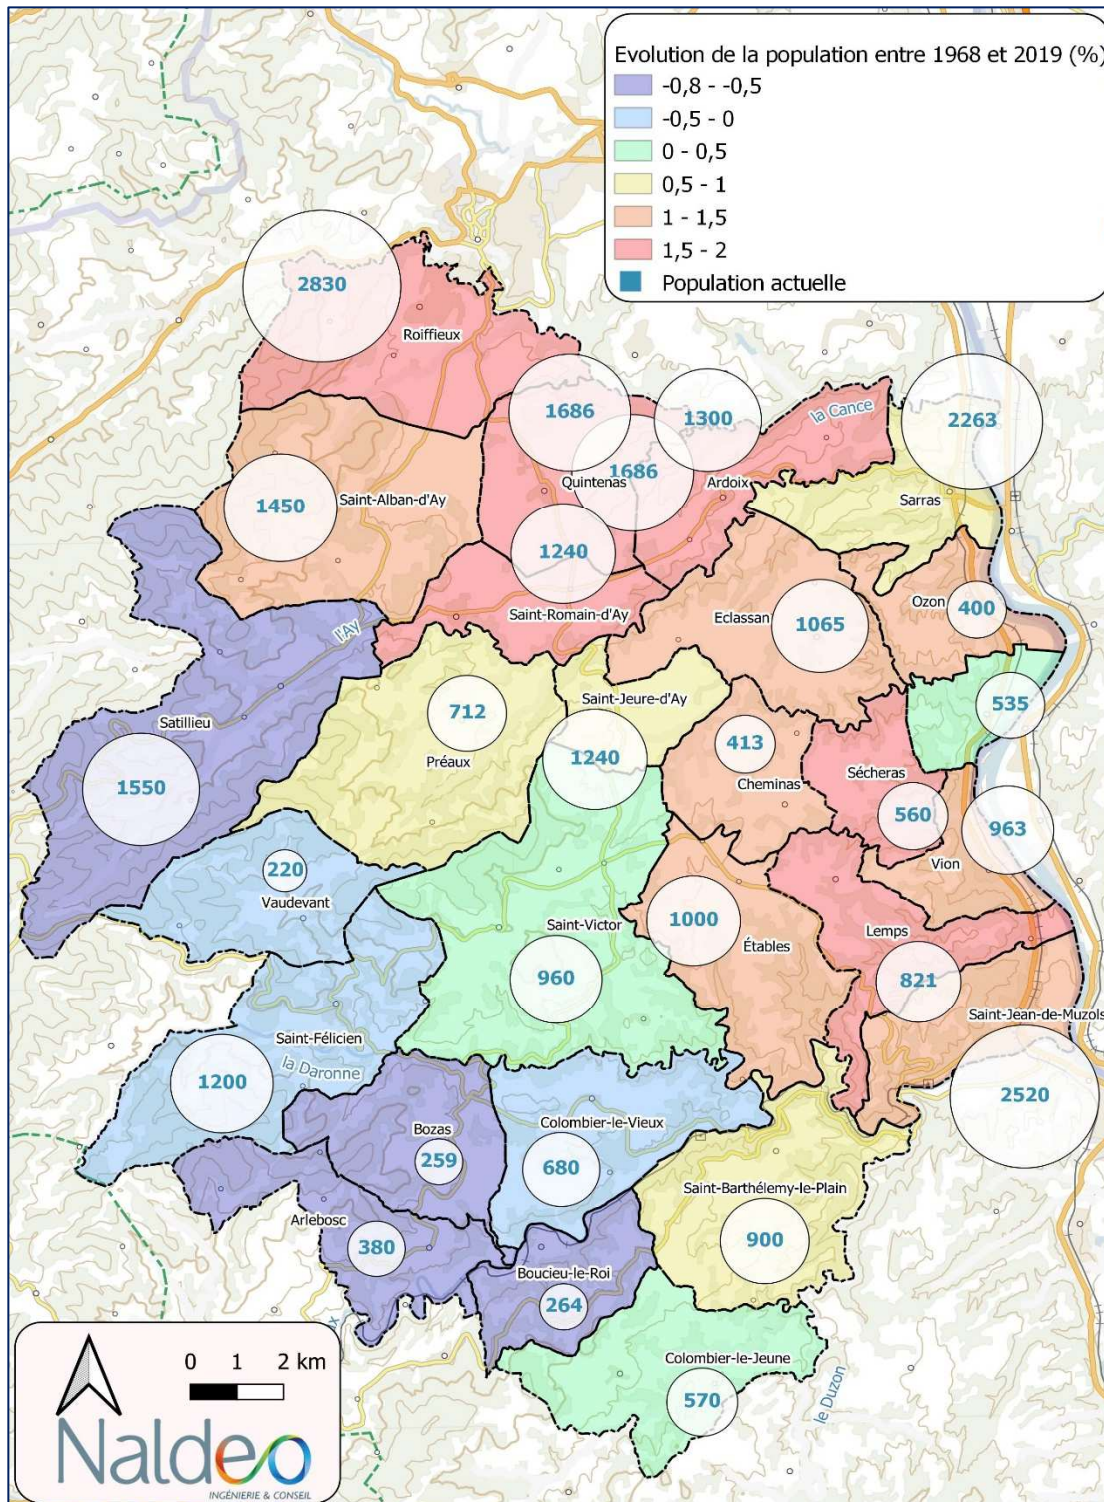 Evolution de la population entre 1968 et 2019 (%)
-0,8 - -0,5
-0,5 - 0
0 - 0,5
0,5 - 1
1 - 1,5
1,5 - 2
Population actuelle
2830
Roiffieux
1686
1300
la Cance
2263
1686
Quintenas
Ardoix
Saint-Alban-d'Ay
1450
Sarras
1240
Saint-Romain-d'Ay
Eclassan
1065
Ozon
400
l'Ay
Satillieu
712
Saint-Jeure-d'Ay
535
413
Préaux
1240
Cheminas
Sécheras
1550
560
963
Vion
220
Vaudevant
Saint-Victor
1000
Étables
Lemps
960
821
Saint-Jean-de-Muzols
Saint-Félicien
la Daronne
1200
2520
Bozas
259
Colombier-le-Vieux
680
Saint-Barthélemy-le-Plain
Arlebosc
380
900
Boucieu-le-Roi
264
Colombier-le-Jeune
570
le Duzon
0 1 2 km
Naldeo
INGÉNIERIE & CONSEIL